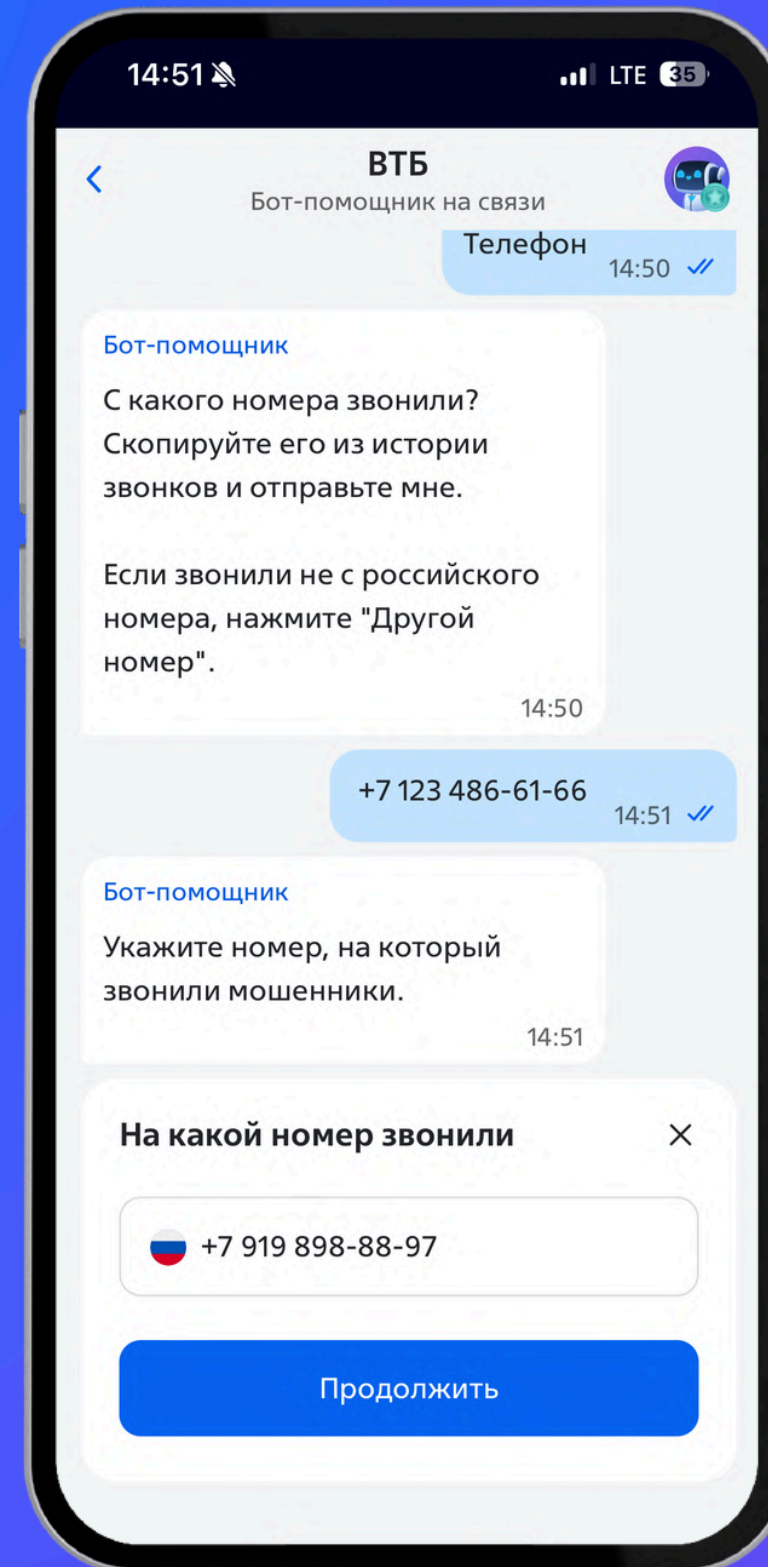 14:51
LTE 35
ВТБ
Бот-помощник на связи
Телефон
14:50
Бот-помощник
С какого номера звонили?
Скопируйте его из истории
звонков и отправьте мне.
Если звонили не с российского
номера, нажмите "Другой
номер".
14:50
+7 123 486-61-66
14:51
Бот-помощник
Укажите номер, на который
звонили мошенники.
14:51
На какой номер звонили
+7 919 898-88-97
Продолжить